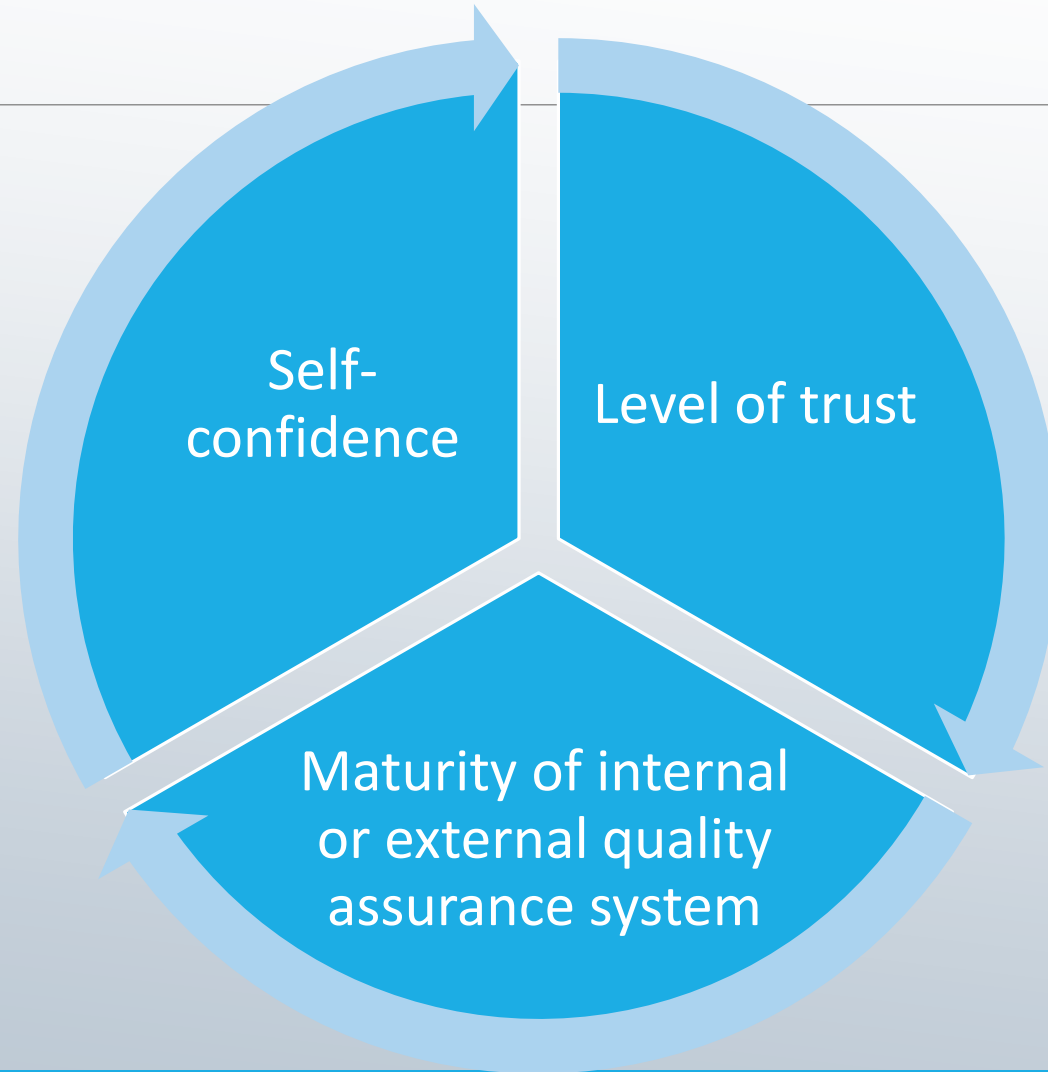 Self-
confidence
Level of trust
Maturity of internal
or external quality
assurance system